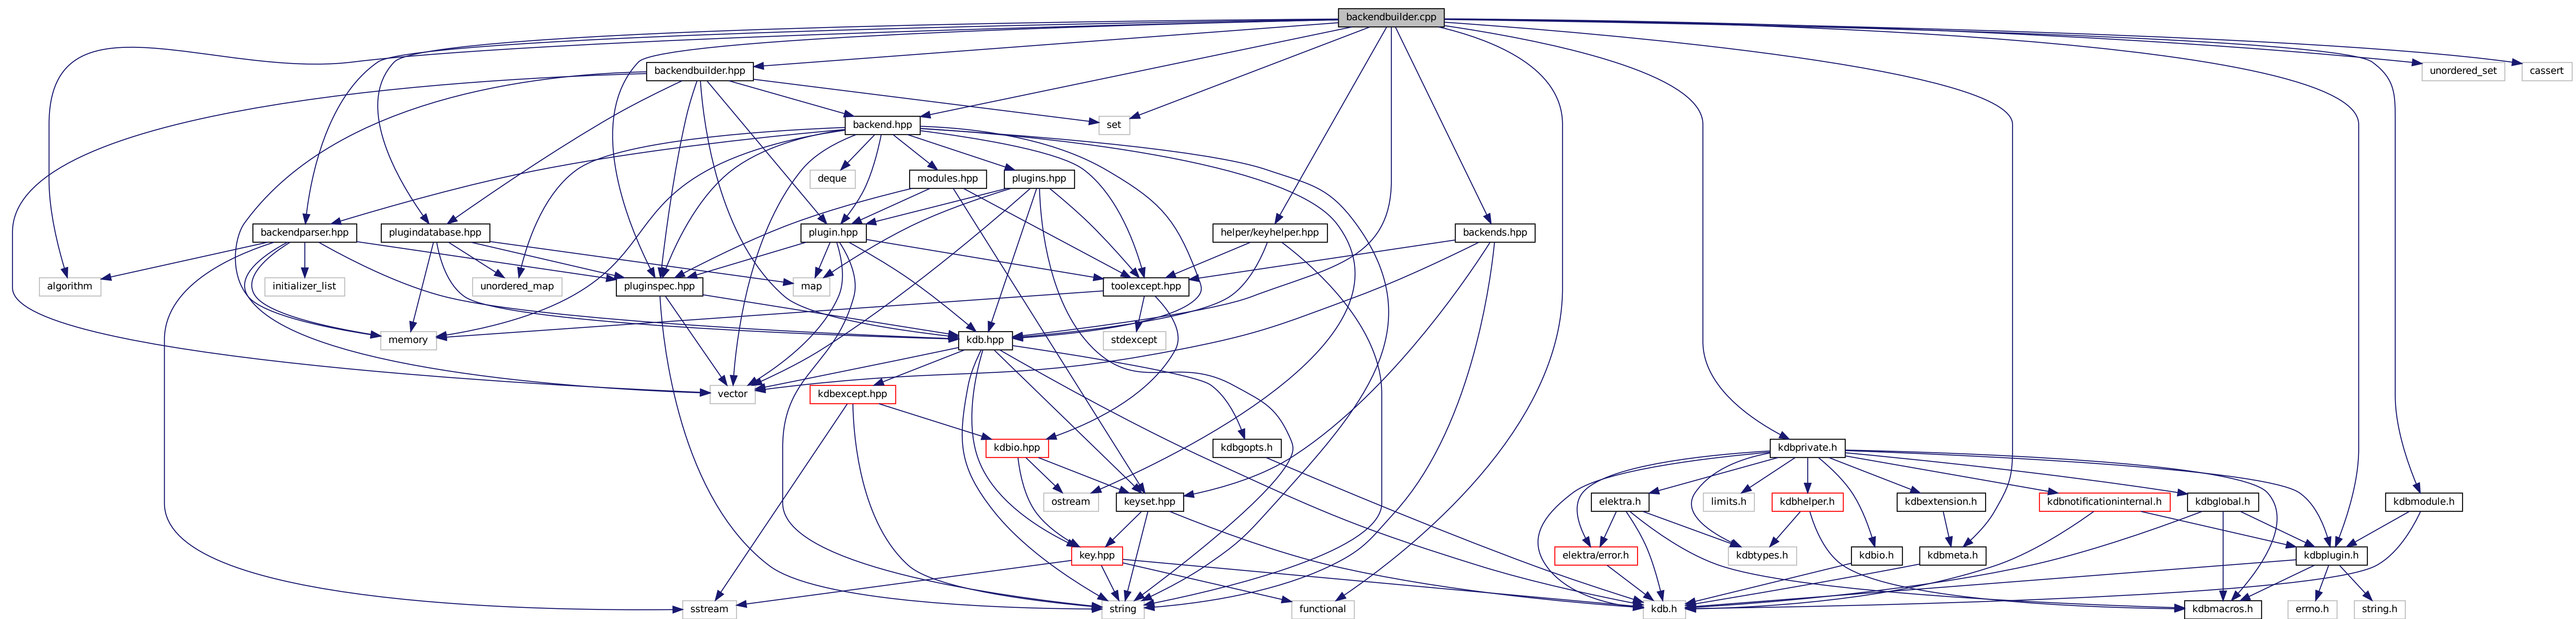 backendbuilder.cpp
backendbuilder.hpp
unordered_set
cassert
backend.hpp
set
deque
modules.hpp
plugins.hpp
backendparser.hpp
plugindatabase.hpp
plugin.hpp
helper/keyhelper.hpp
backends.hpp
algorithm
initializer_list
unordered_map
pluginspec.hpp
map
toolexcept.hpp
memory
kdb.hpp
stdexcept
vector
kdbexcept.hpp
kdbio.hpp
kdbgopts.h
kdbprivate.h
ostream
keyset.hpp
elektra.h
limits.h
kdbhelper.h
kdbextension.h
kdbnotificationinternal.h
kdbglobal.h
kdbmodule.h
key.hpp
elektra/error.h
kdbtypes.h
kdbio.h
kdbmeta.h
kdbplugin.h
sstream
string
functional
kdb.h
kdbmacros.h
errno.h
string.h